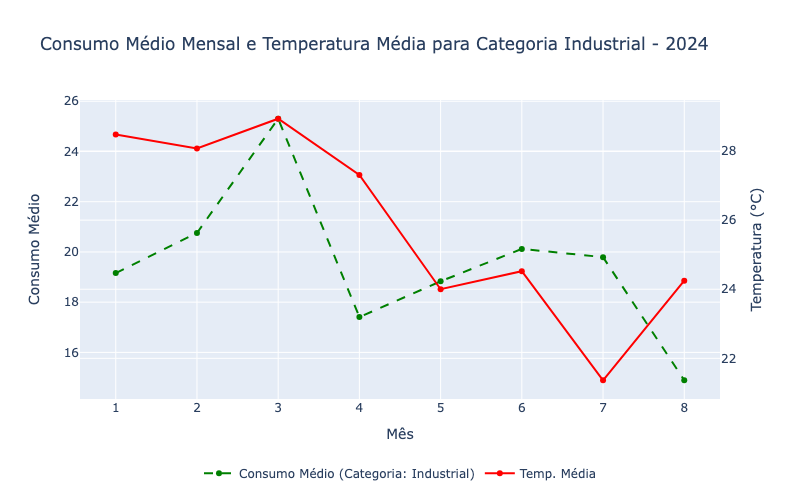 Consumo Médio Mensal e Temperatura Média para Categoria Industrial - 2024
26
24
22
20
18
16
Consumo Médio
28
26
24
22
Temperatura (°C)
1 2 3 4 5 6 7 8
Mês
Consumo Médio (Categoria: Industrial) Temp. Média